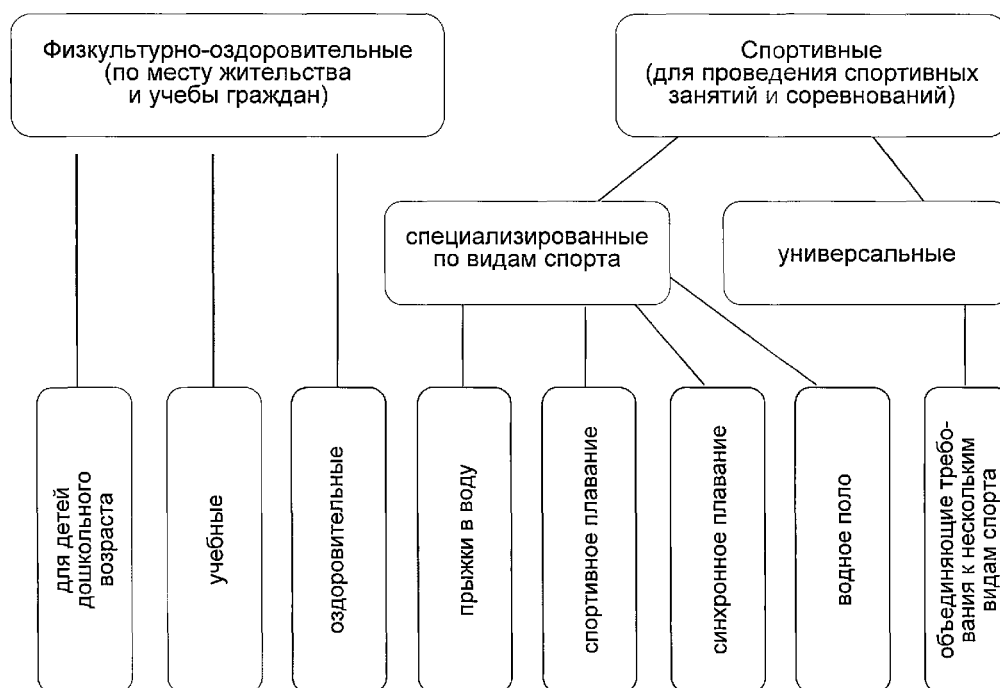 Физкультурно-оздоровительные
(по месту жительства
и учебы граждан)
Спортивные
(для проведения спортивных
занятий и соревнований)
специализированные
по видам спорта
универсальные
для детей
дошкольного
возраста
учебные
оздоровительные
прыжки в воду
спортивное плавание
синхронное плавание
водное поло
объединяющие требо-
вания к нескольким
видам спорта